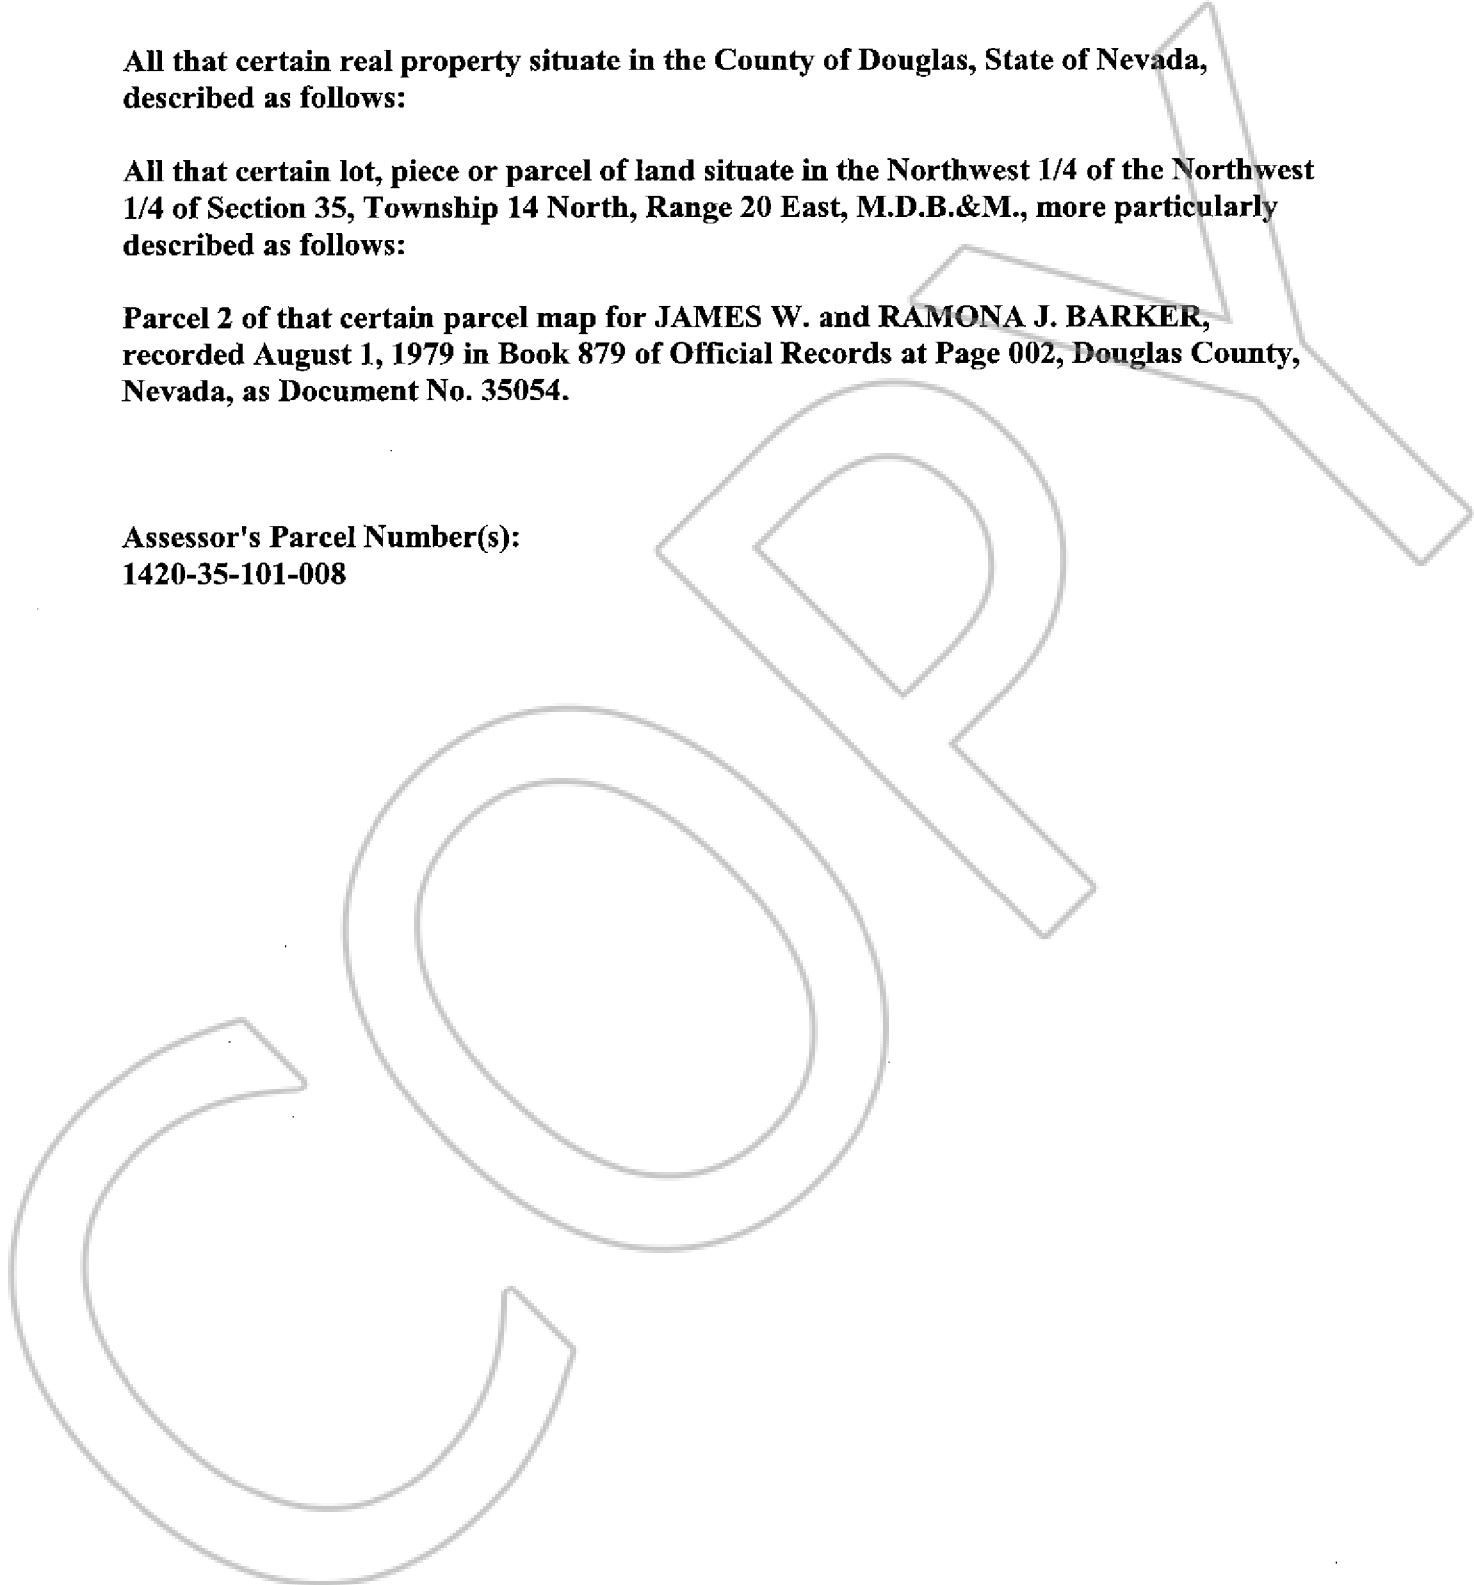 All that certain real property situate in the County of Douglas, State of Nevada,
described as follows:
All that certain lot, piece or parcel of land situate in the Northwest 1/4 of the Northwest
1/4 of Section 35, Township 14 North, Range 20 East, M.D.B.&M., more particularly
described as follows:
Parcel 2 of that certain parcel map for JAMES W. and RAMONA J. BARKER,
recorded August 1, 1979 in Book 879 of Official Records at Page 002, Douglas County,
Nevada, as Document No. 35054.
Assessor's Parcel Number(s):
1420-35-101-008
COPY